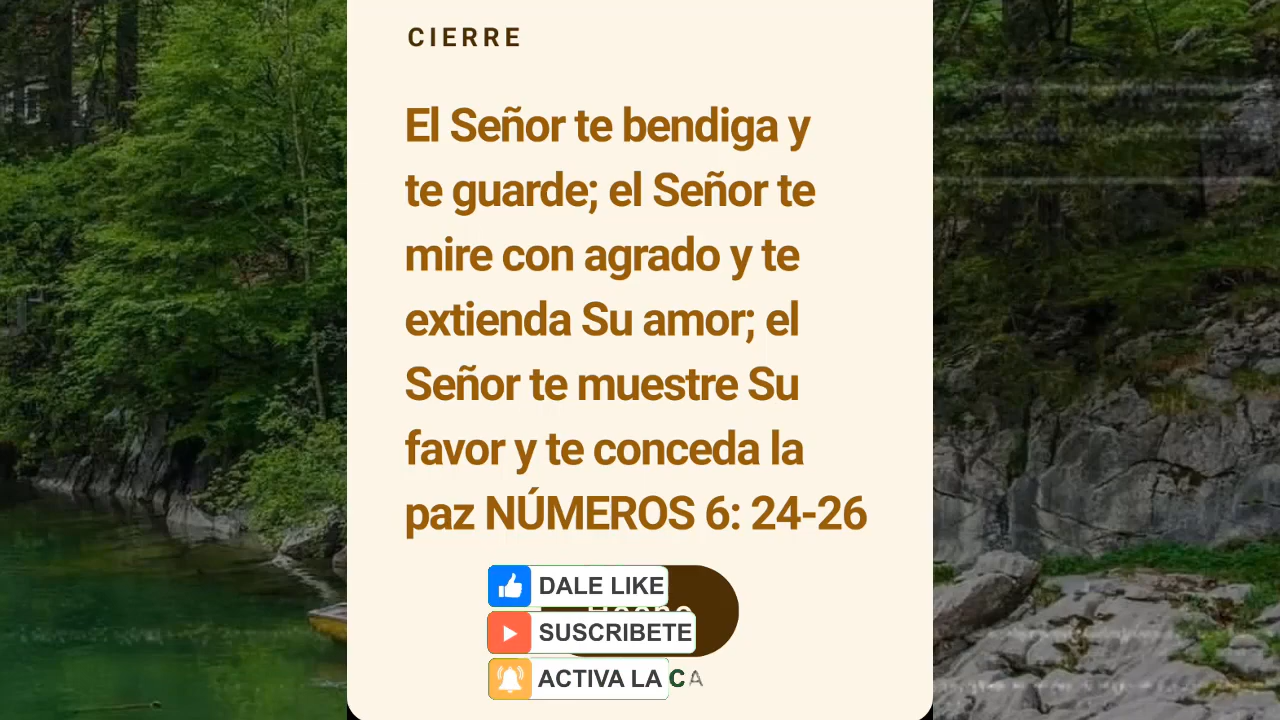 CIERRE
El Señor te bendiga y
te guarde; el Señor te
mire con agrado y te
extienda Su amor; el
Señor te muestre Su
favor y te conceda la
paz NÚMEROS 6: 24-26
DALE LIKE
SUSCRIBETE
ACTIVA LA CA